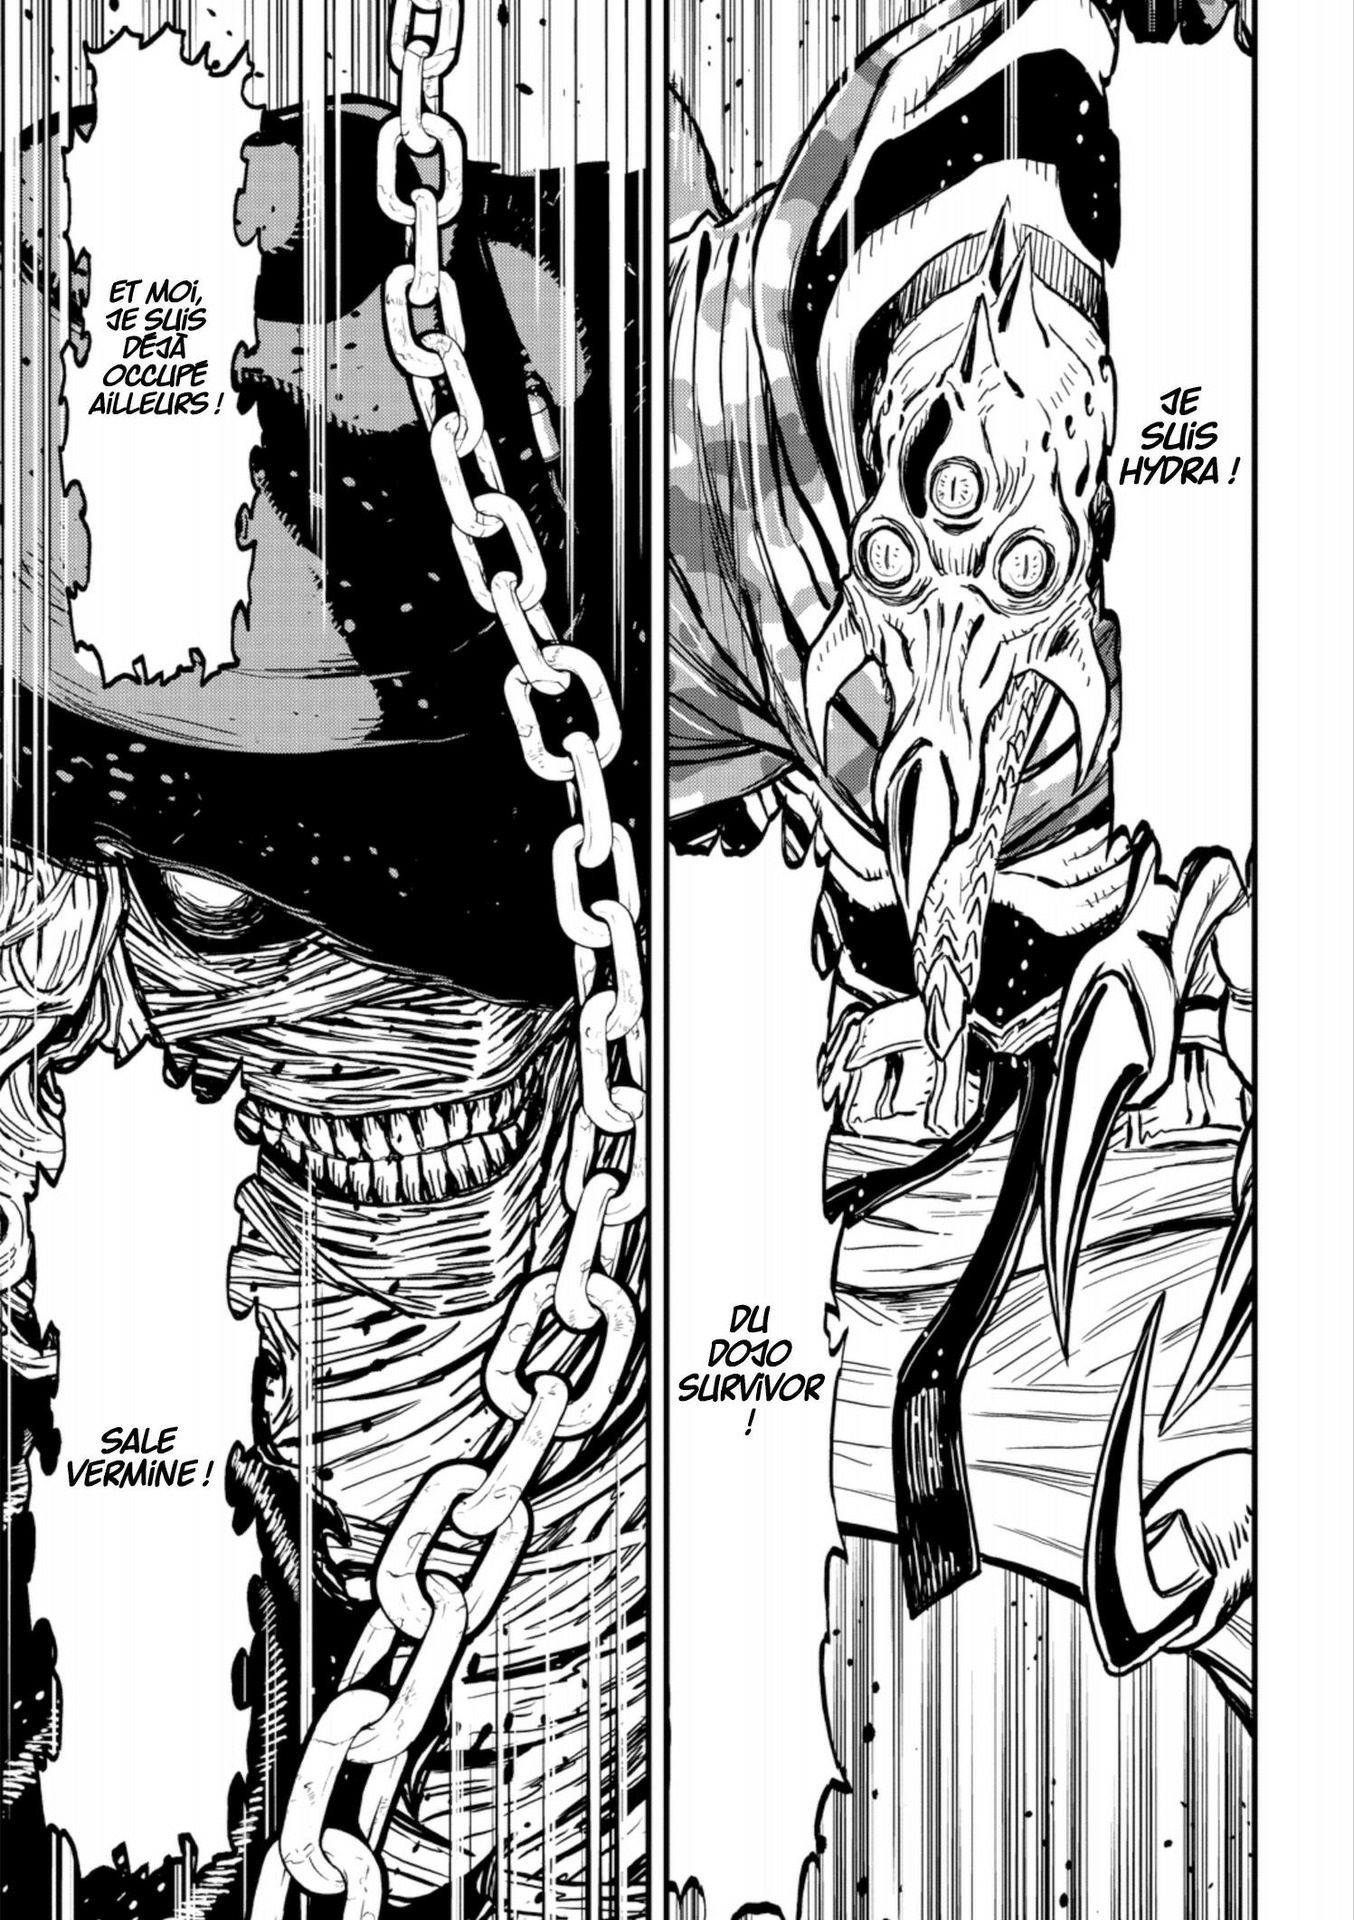 JE
SUIS
HYDRA !
DU
DOJO
SURVIVOR
!
ET MOI,
JE SUIS
DÉJÀ
OCCUPÉ
AILLEURS !
SALE
VERMINE !